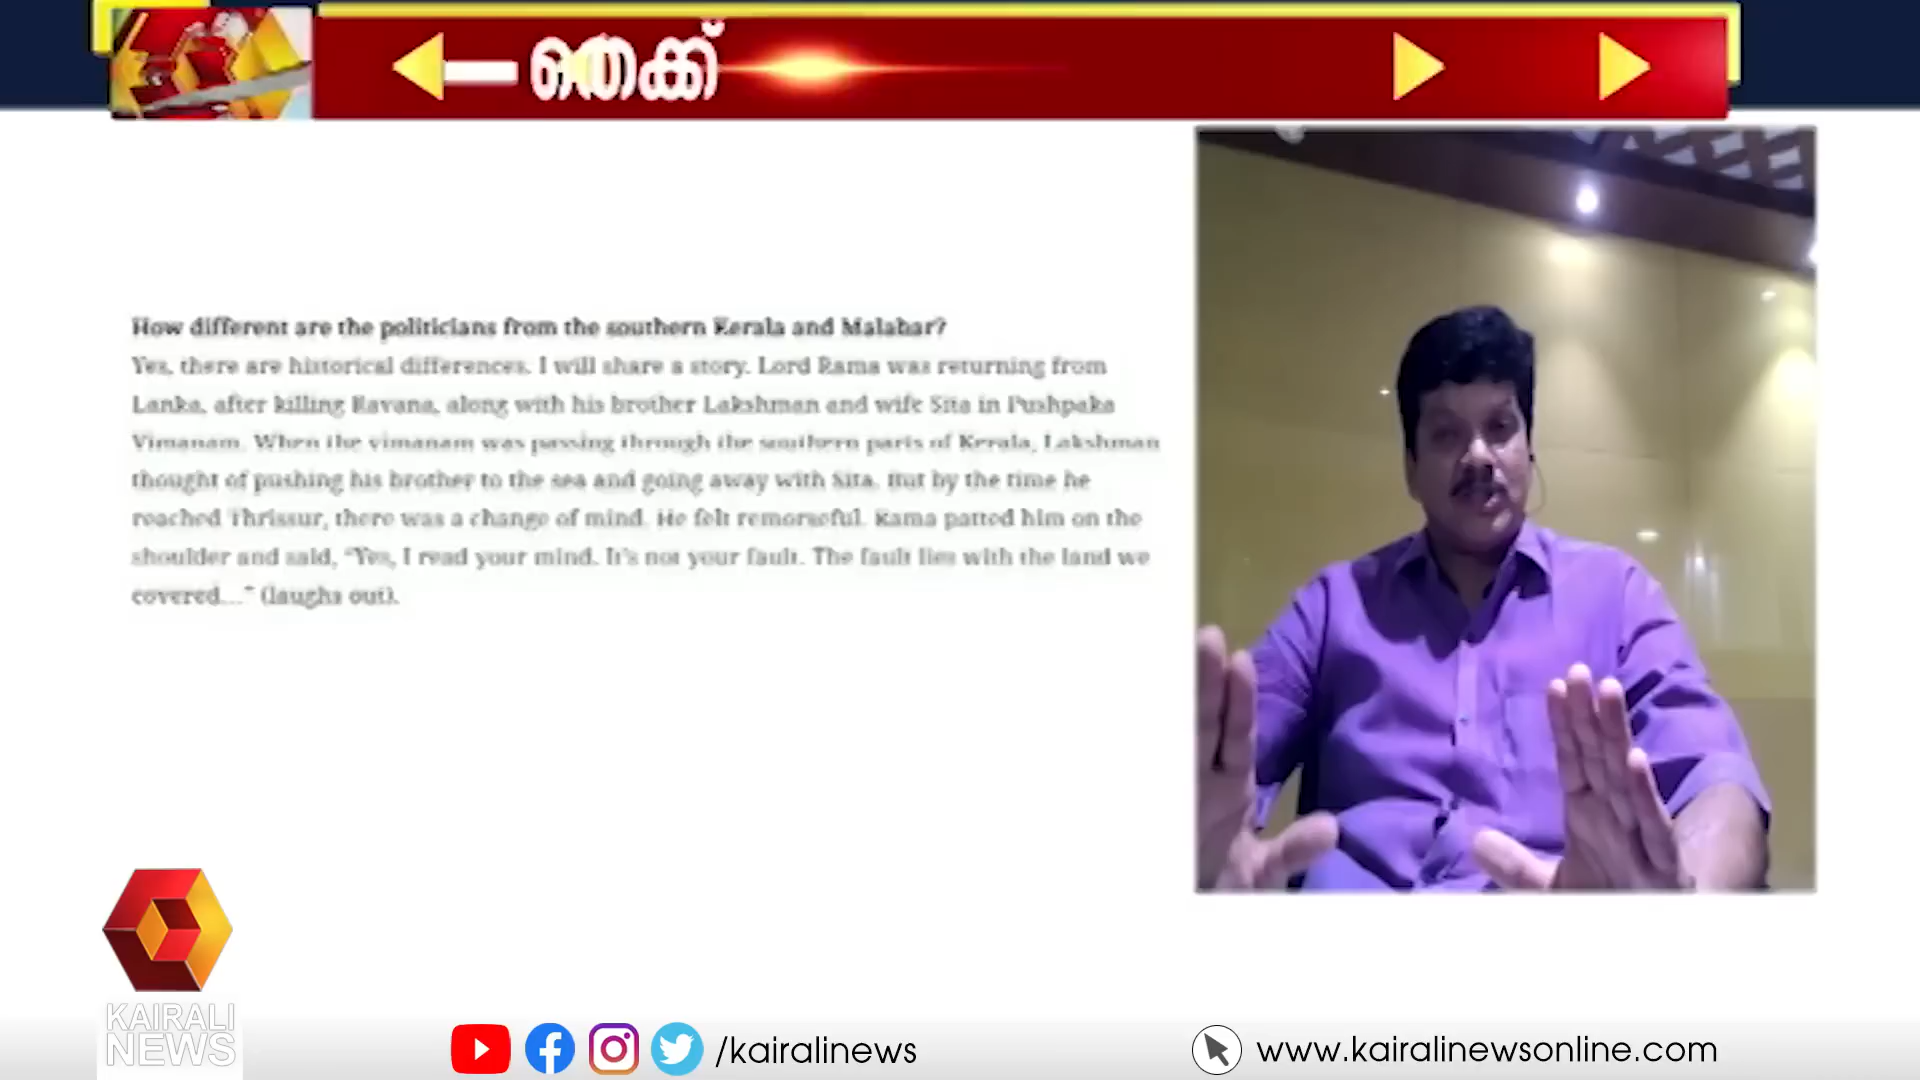 തെക്ക്
How different are the politicians from the southern Kerala and Malabar?
Yes, there are historical differences. I will share a story. Lord Rama was returning from
Lanka, after killing Ravana, along with his brother Lakshman and wife Sita in Pushpaka
Vimanam. When the vimanam was passing through the southern parts of Kerala, Lakshman
thought of pushing his brother to the sea and going away with Sita. But by the time he
reached Thrissur, there was a change of mind. He felt remorseful. Rama patted him on the
shoulder and said, “Yes, I read your mind. It's not your fault. The fault lies with the land we
covered...” (laughs out).
KAIRALI
NEWS
/kairalinews
www.kairalinewsonline.com